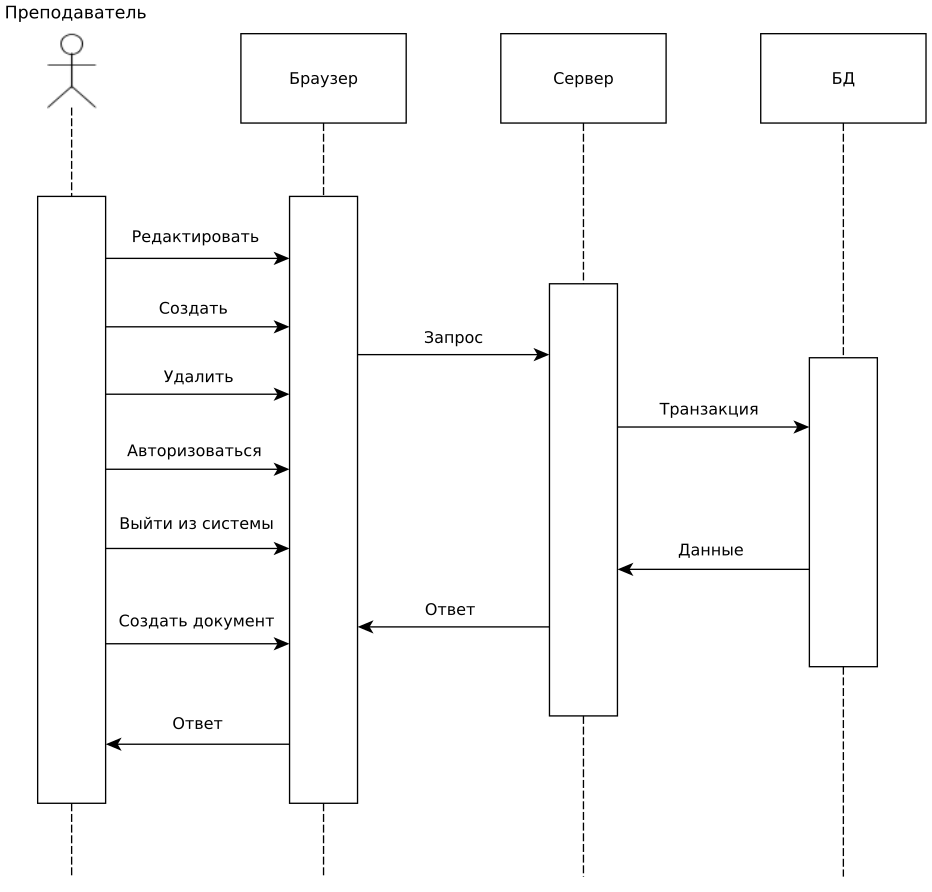 Преподаватель
Браузер
Сервер
БД
Редактировать
Создать
Запрос
Удалить
Транзакция
Авторизоваться
Выйти из системы
Данные
Ответ
Создать документ
Ответ